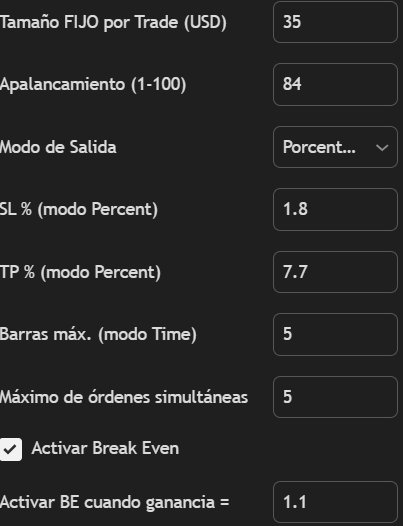 Tamaño FIJO por Trade (USD) 35
Apalancamiento (1-100) 84
Modo de Salida Porcent...
SL % (modo Percent) 1.8
TP % (modo Percent) 7.7
Barras máx. (modo Time) 5
Máximo de órdenes simultáneas 5
Activar Break Even
Activar BE cuando ganancia = 1.1